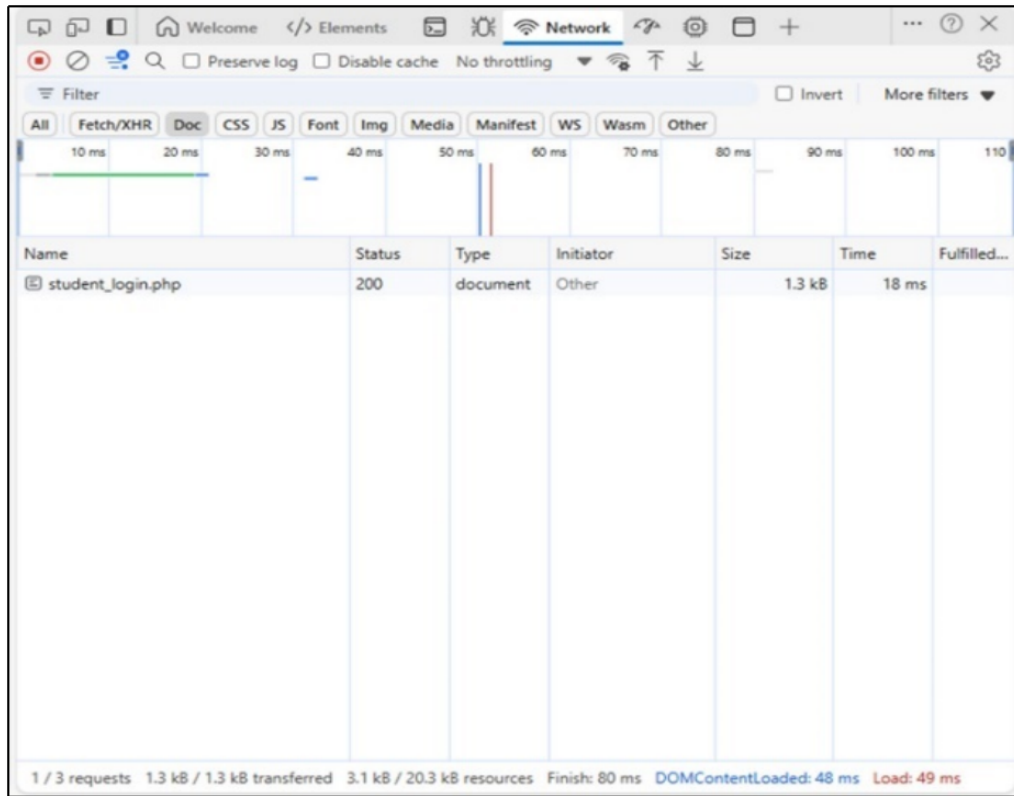 Welcome </> Elements Network
Preserve log Disable cache No throttling
Filter Invert More filters
All Fetch/XHR Doc CSS JS Font Img Media Manifest WS Wasm Other
10 ms 20 ms 30 ms 40 ms 50 ms 60 ms 70 ms 80 ms 90 ms 100 ms 110
Name Status Type Initiator Size Time Fulfilled...
student_login.php 200 document Other 1.3 kB 18 ms
1 / 3 requests 1.3 kB / 1.3 kB transferred 3.1 kB / 20.3 kB resources Finish: 80 ms DOMContentLoaded: 48 ms Load: 49 ms